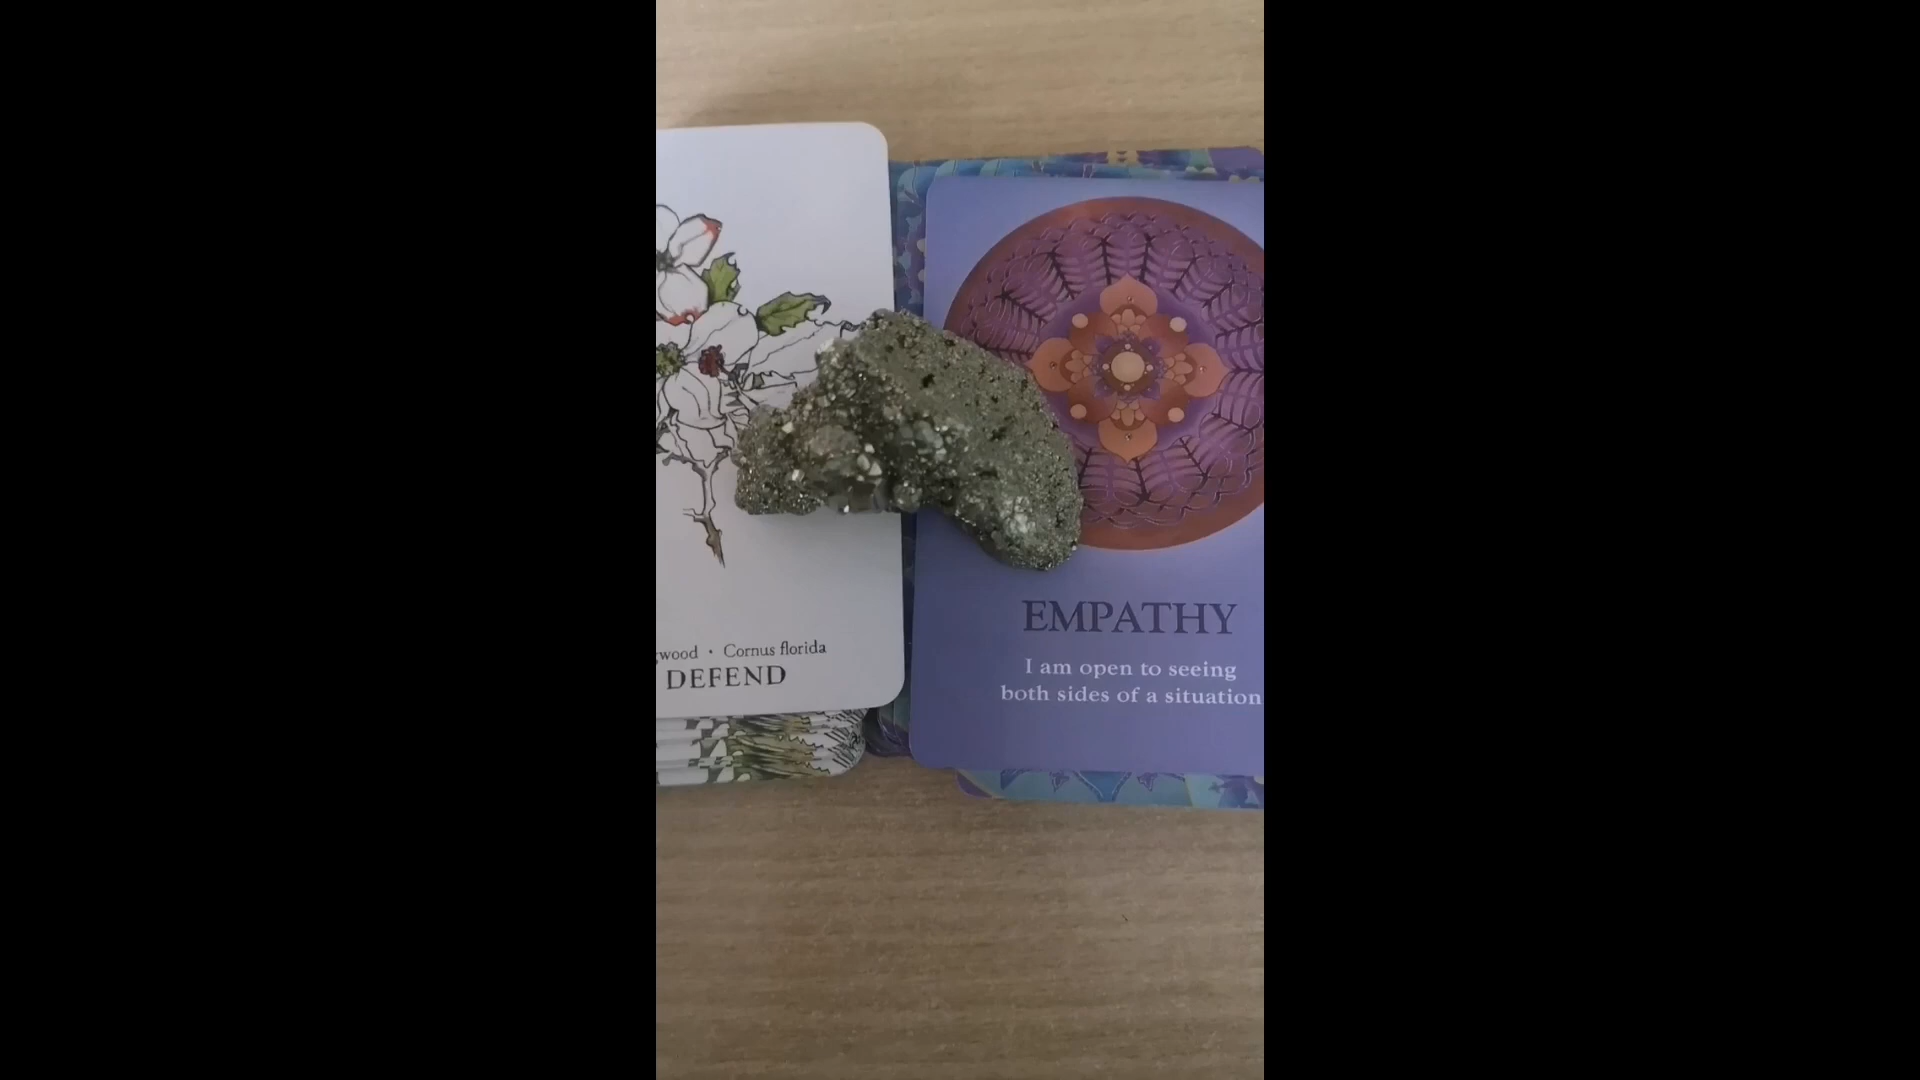 wood • Cornus florida
DEFEND
EMPATHY
I am open to seeing
both sides of a situation